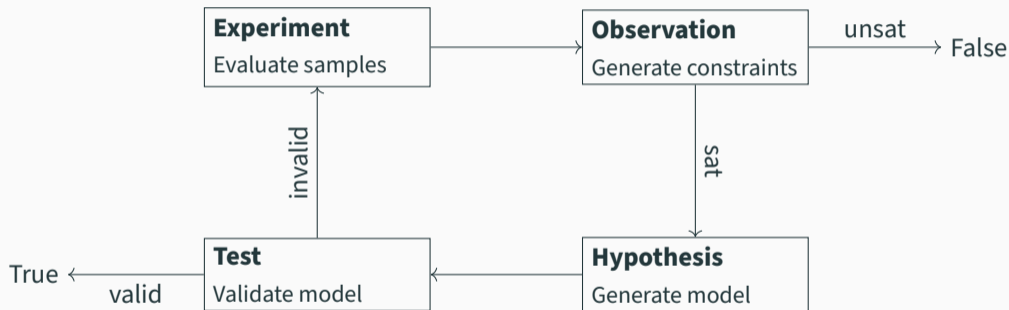 Experiment
Evaluate samples
Observation
Generate constraints
unsat
False
invalid
sat
Test
Validate model
Hypothesis
Generate model
True
valid